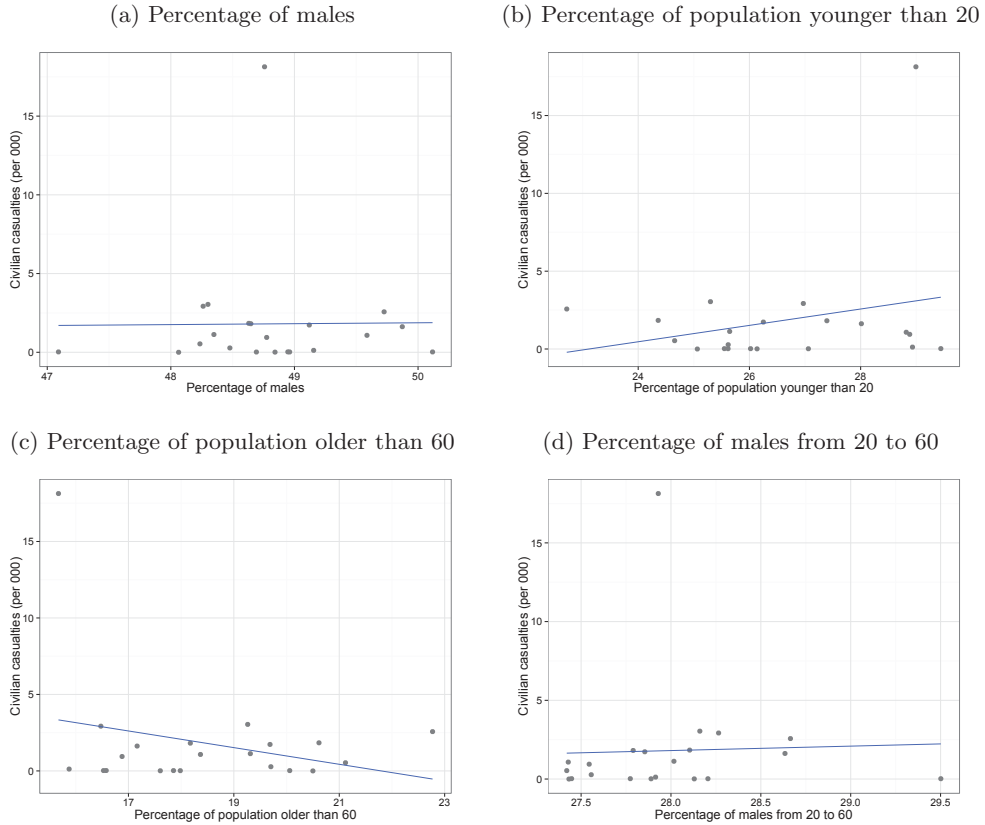 (a) Percentage of males
Civilian casualties (per 000)
15
10
5
0
47
48
49
50
Percentage of males
(b) Percentage of population younger than 20
Civilian casualties (per 000)
15
10
5
0
24
26
28
Percentage of population younger than 20
(c) Percentage of population older than 60
Civilian casualties (per 000)
15
10
5
0
17
19
21
23
Percentage of population older than 60
(d) Percentage of males from 20 to 60
Civilian casualties (per 000)
15
10
5
0
27.5
28.0
28.5
29.0
29.5
Percentage of males from 20 to 60